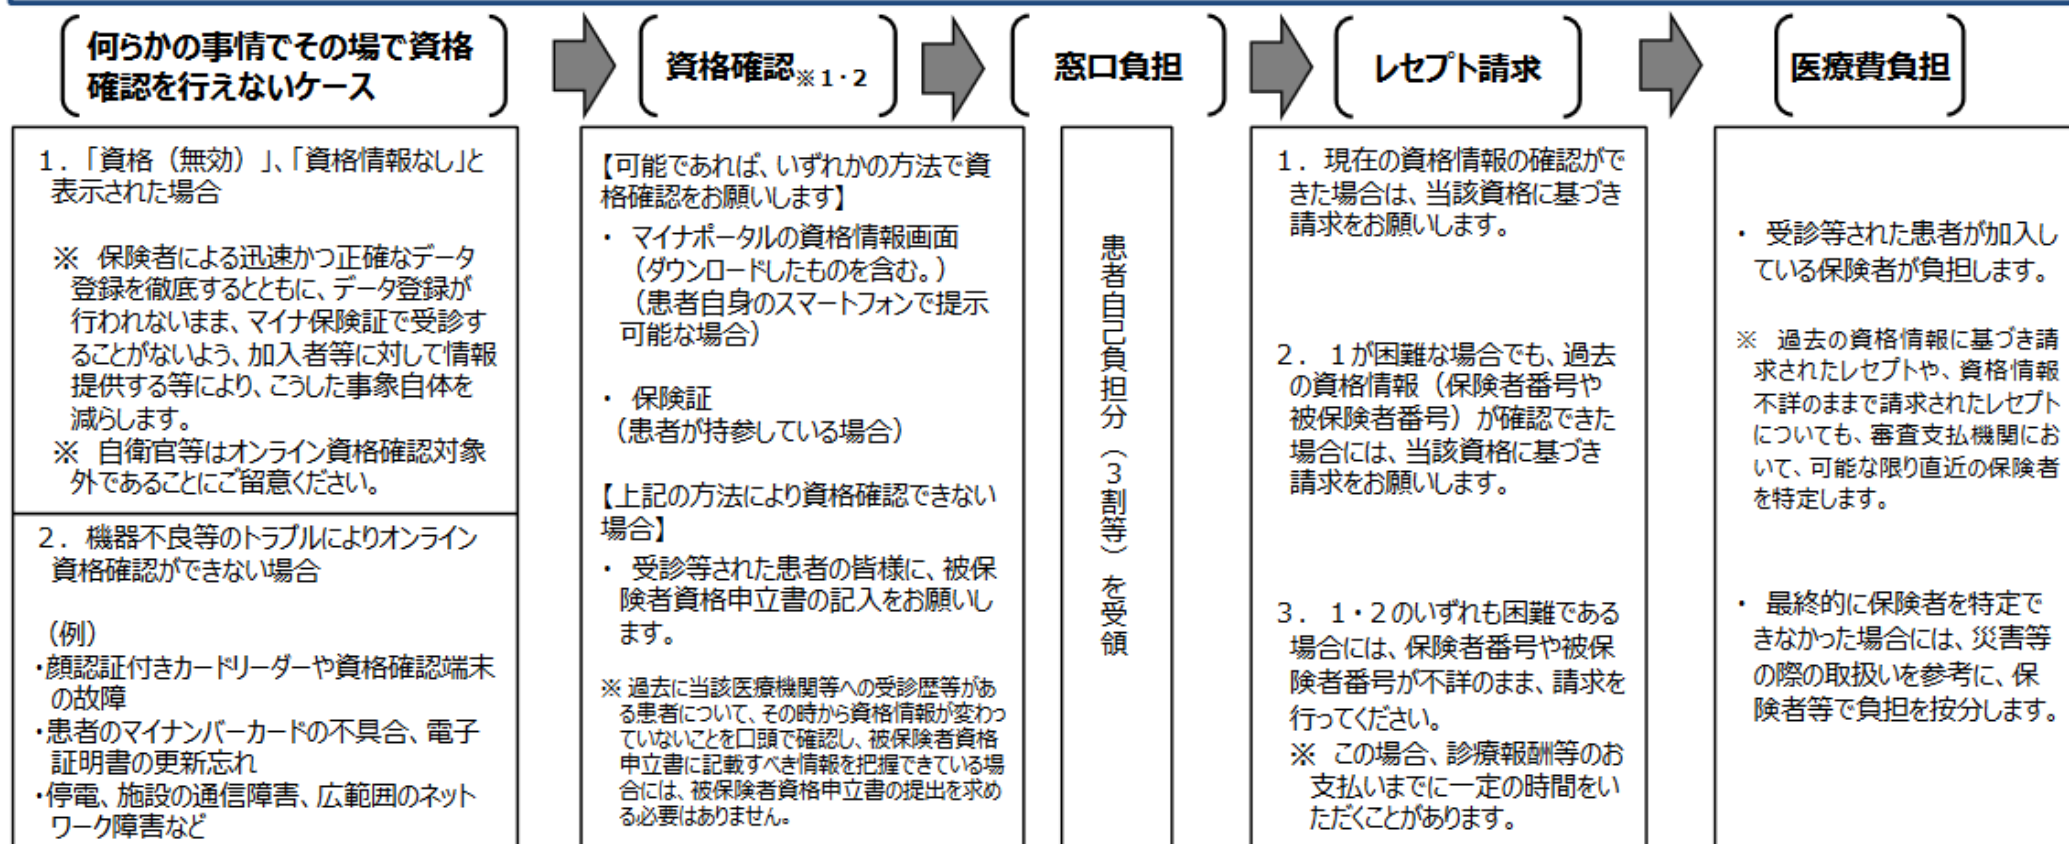 何らかの事情でその場で資格
確認を行えないケース
資格確認※1・2
窓口負担
レセプト請求
医療費負担
1．「資格（無効）」、「資格情報なし」と
表示された場合
※　保険者による迅速かつ正確なデータ
登録を徹底するとともに、データ登録が
行われないまま、マイナ保険証で受診す
ることがないよう、加入者等に対して情報
提供する等により、こうした事象自体を
減らします。
※　自衛官等はオンライン資格確認対象
外であることにご留意ください。
2．機器不良等のトラブルによりオンライン
資格確認ができない場合
（例）
・顔認証付きカードリーダーや資格確認端末
の故障
・患者のマイナンバーカードの不具合、電子
証明書の更新忘れ
・停電、施設の通信障害、広範囲のネット
ワーク障害など
【可能であれば、いずれかの方法で資
格確認をお願いします】
・ マイナポータルの資格情報画面
（ダウンロードしたものを含む。）
（患者自身のスマートフォンで提示
可能な場合）
・ 保険証
（患者が持参している場合）
【上記の方法により資格確認できない
場合】
・ 受診等された患者の皆様に、被保
険者資格申立書の記入をお願いし
ます。
※ 過去に当該医療機関等への受診歴等があ
る患者について、その時から資格情報が変わっ
ていないことを口頭で確認し、被保険者資格
申立書に記載すべき情報を把握できている場
合には、被保険者資格申立書の提出を求め
る必要はありません。
患者自己負担分（3割等）を受領
1．現在の資格情報の確認がで
きた場合は、当該資格に基づき
請求をお願いします。
2．1が困難な場合でも、過去
の資格情報（保険者番号や
被保険者番号）が確認できた
場合には、当該資格に基づき
請求をお願いします。
3．1・2のいずれも困難である
場合には、保険者番号や被保
険者番号が不詳のまま、請求を
行ってください。
※　この場合、診療報酬等のお
支払いまでに一定の時間をい
ただくことがあります。
・ 受診等された患者が加入し
ている保険者が負担します。
※　過去の資格情報に基づき請
求されたレセプトや、資格情報
不詳のままで請求されたレセプト
についても、審査支払機関にお
いて、可能な限り直近の保険者
を特定します。
・ 最終的に保険者を特定で
きなかった場合には、災害等
の際の取扱いを参考に、保
険者等で負担を按分します。